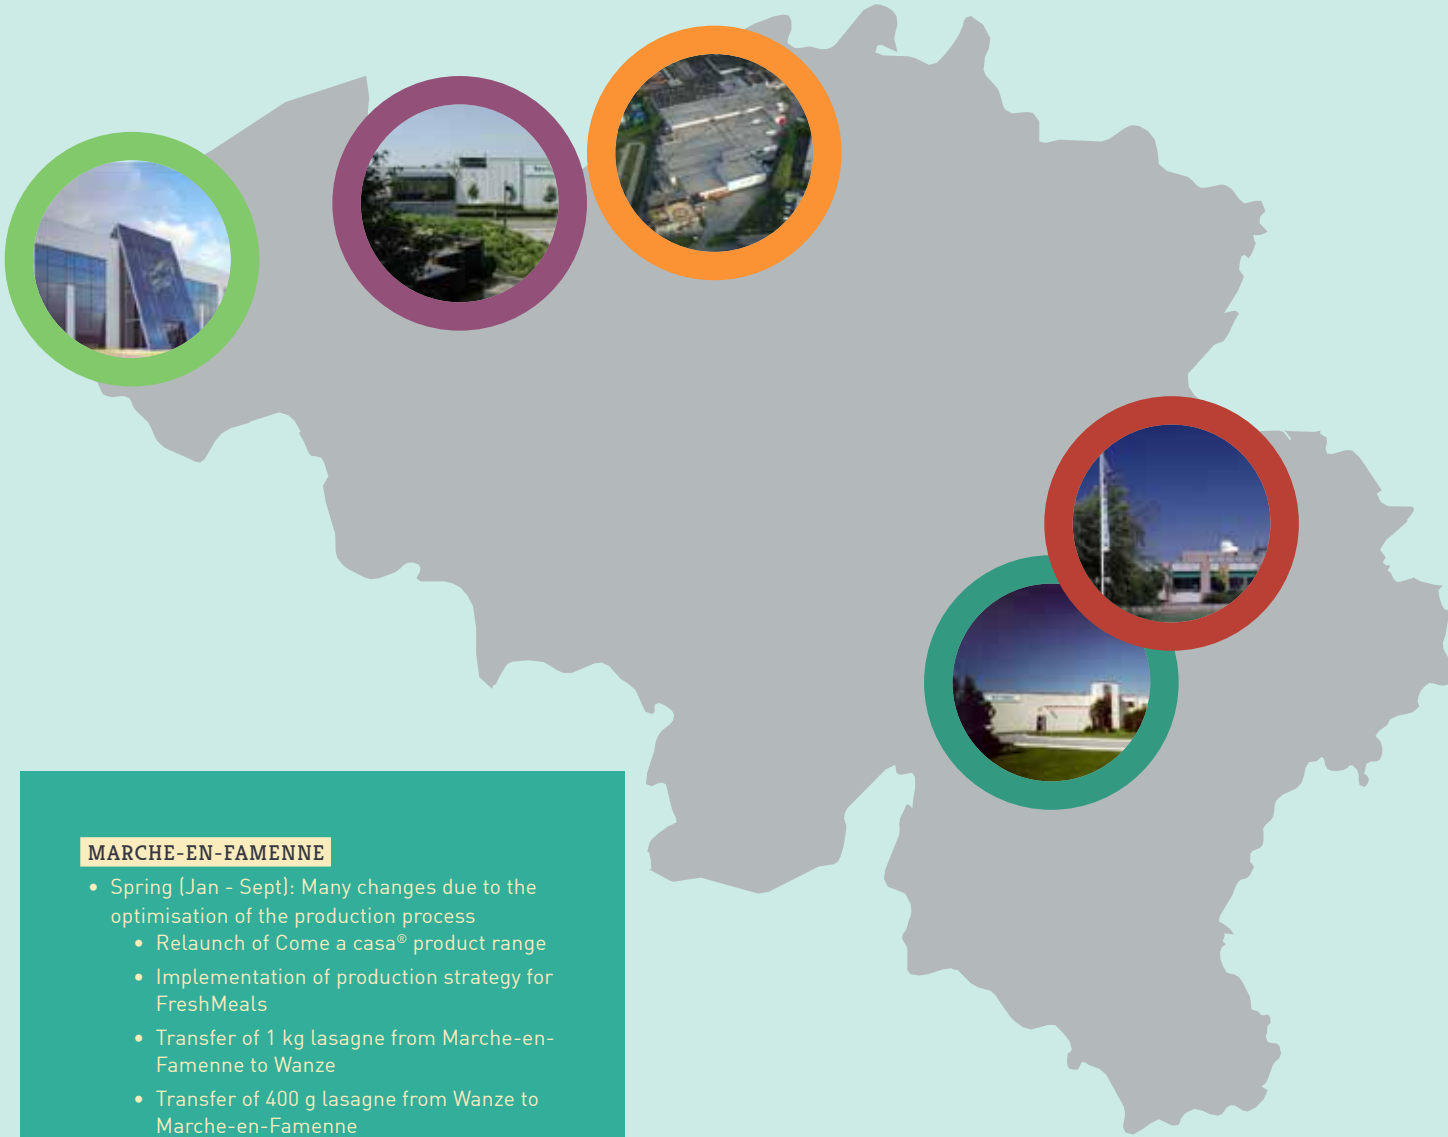 MARCHE-EN-FAMENNE
• Spring (Jan - Sept): Many changes due to the
optimisation of the production process
• Relaunch of Come a casa® product range
• Implementation of production strategy for
FreshMeals
• Transfer of 1 kg lasagne from Marche-en-
Famenne to Wanze
• Transfer of 400 g lasagne from Wanze to
Marche-en-Famenne